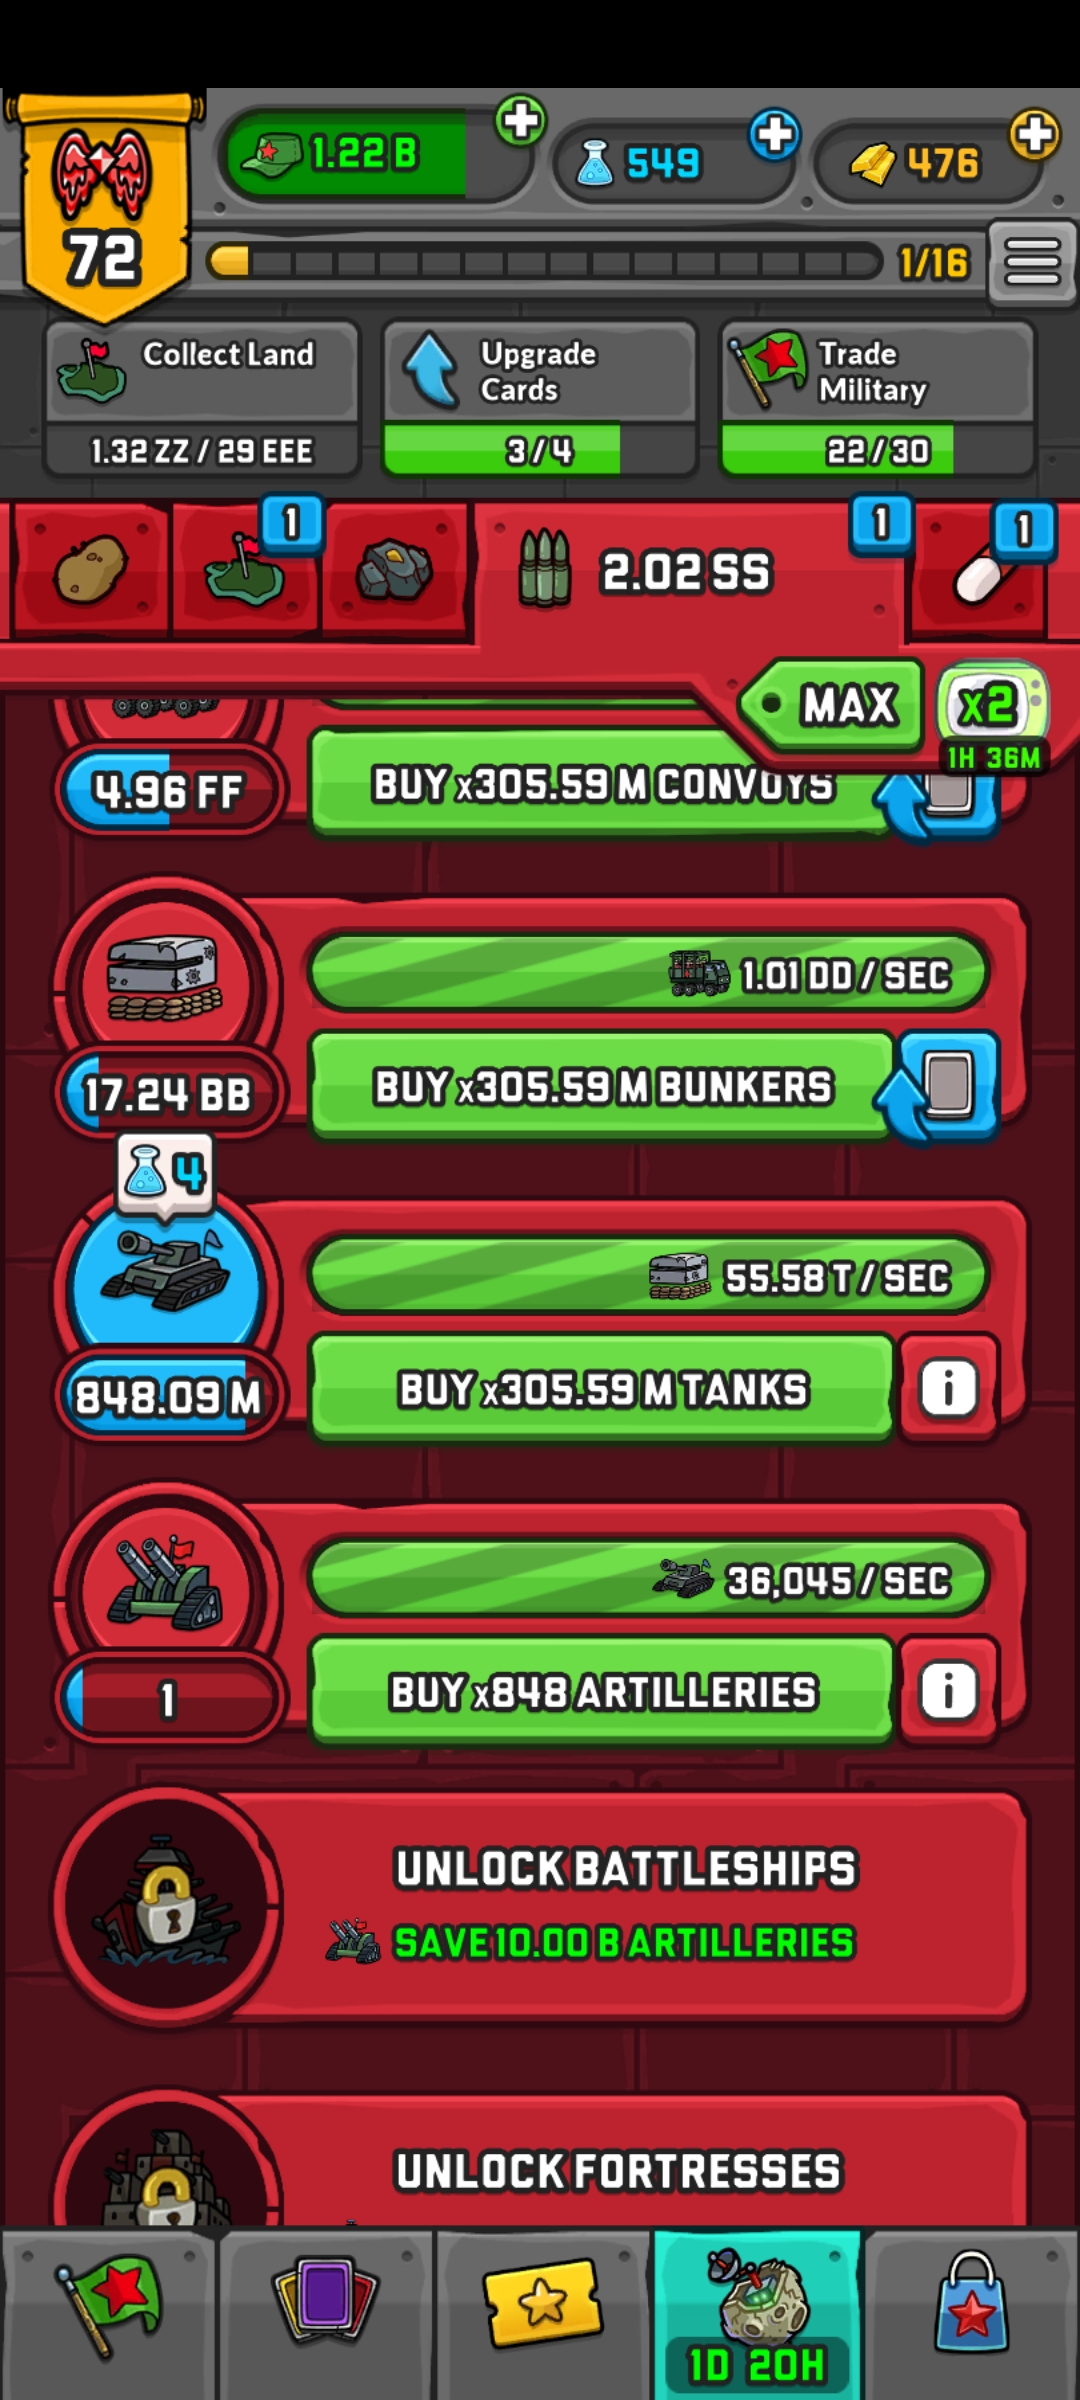 1.22 B
549
476
72
1/16
Collect Land
1.32 ZZ / 29 EEE
Upgrade
Cards
3/4
Trade
Military
22/30
1
2.02 SS
1
1
MAX
x2
1H 36M
4.96 FF
BUY x305.59 M CONVOYS
1.01 DD / SEC
17.24 BB
BUY x305.59 M BUNKERS
4
55.58 T / SEC
848.09 M
BUY x305.59 M TANKS
i
36,045 / SEC
1
BUY x848 ARTILLERIES
i
UNLOCK BATTLESHIPS
SAVE 10.00 B ARTILLERIES
UNLOCK FORTRESSES
1D 20H